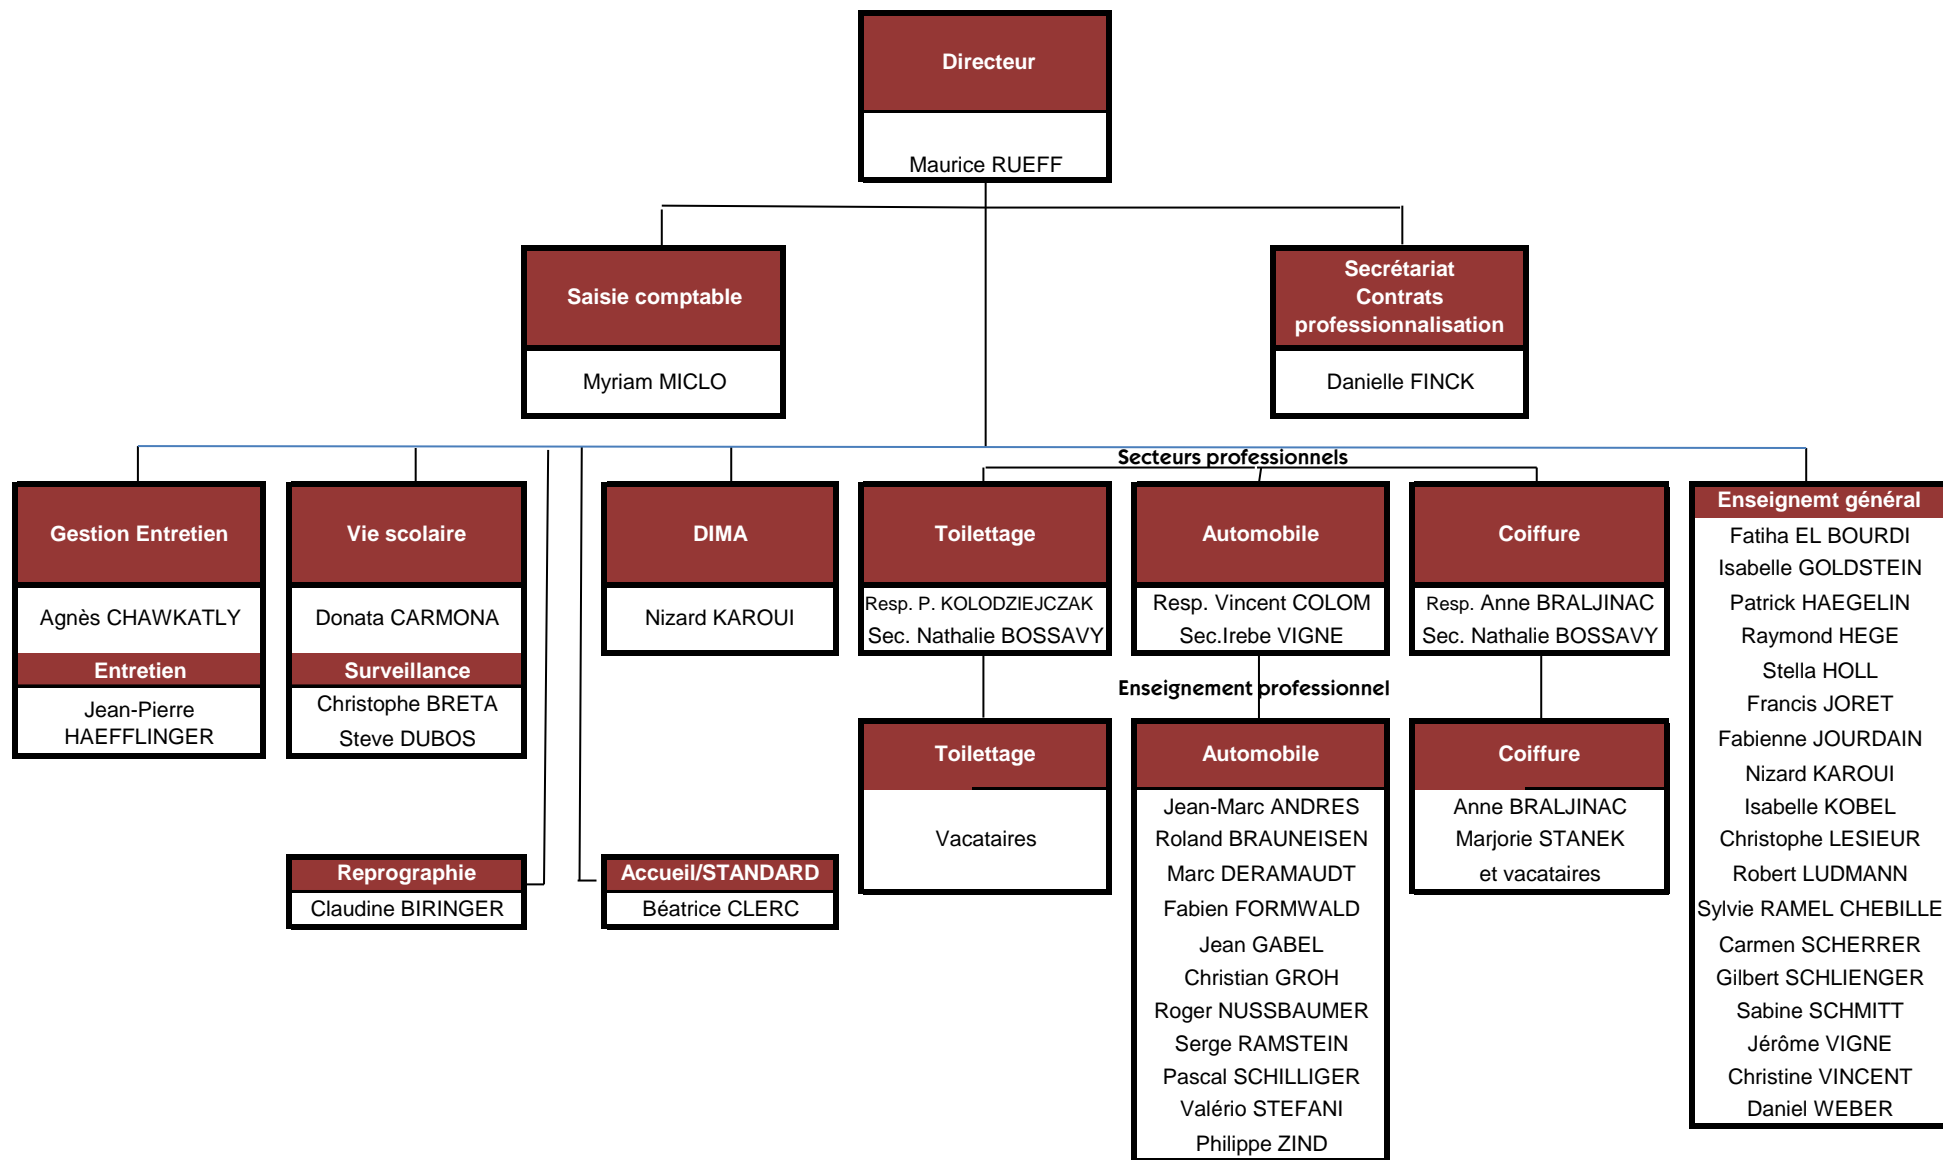 Directeur
Maurice RUEFF
Saisie comptable
Myriam MICLO
Secrétariat
Contrats
professionnalisation
Danielle FINCK
Secteurs professionnels
Gestion Entretien
Agnès CHAWKATLY
Entretien
Jean-Pierre
HAEFFLINGER
Vie scolaire
Donata CARMONA
Surveillance
Christophe BRETA
Steve DUBOS
DIMA
Nizard KAROUI
Toilettage
Resp. P. KOLODZIEJCZAK
Sec. Nathalie BOSSAVY
Automobile
Resp. Vincent COLOM
Sec.Irebe VIGNE
Coiffure
Resp. Anne BRALJINAC
Sec. Nathalie BOSSAVY
Enseignement professionnel
Toilettage
Vacataires
Automobile
Jean-Marc ANDRES
Roland BRAUNEISEN
Marc DERAMAUDT
Fabien FORMWALD
Jean GABEL
Christian GROH
Roger NUSSBAUMER
Serge RAMSTEIN
Pascal SCHILLIGER
Valério STEFANI
Philippe ZIND
Coiffure
Anne BRALJINAC
Marjorie STANEK
et vacataires
Enseignemt général
Fatiha EL BOURDI
Isabelle GOLDSTEIN
Patrick HAEGELIN
Raymond HEGE
Stella HOLL
Francis JORET
Fabienne JOURDAIN
Nizard KAROUI
Isabelle KOBEL
Christophe LESIEUR
Robert LUDMANN
Sylvie RAMEL CHEBILLE
Carmen SCHERRER
Gilbert SCHLIENGER
Sabine SCHMITT
Jérôme VIGNE
Christine VINCENT
Daniel WEBER
Reprographie
Claudine BIRINGER
Accueil/STANDARD
Béatrice CLERC